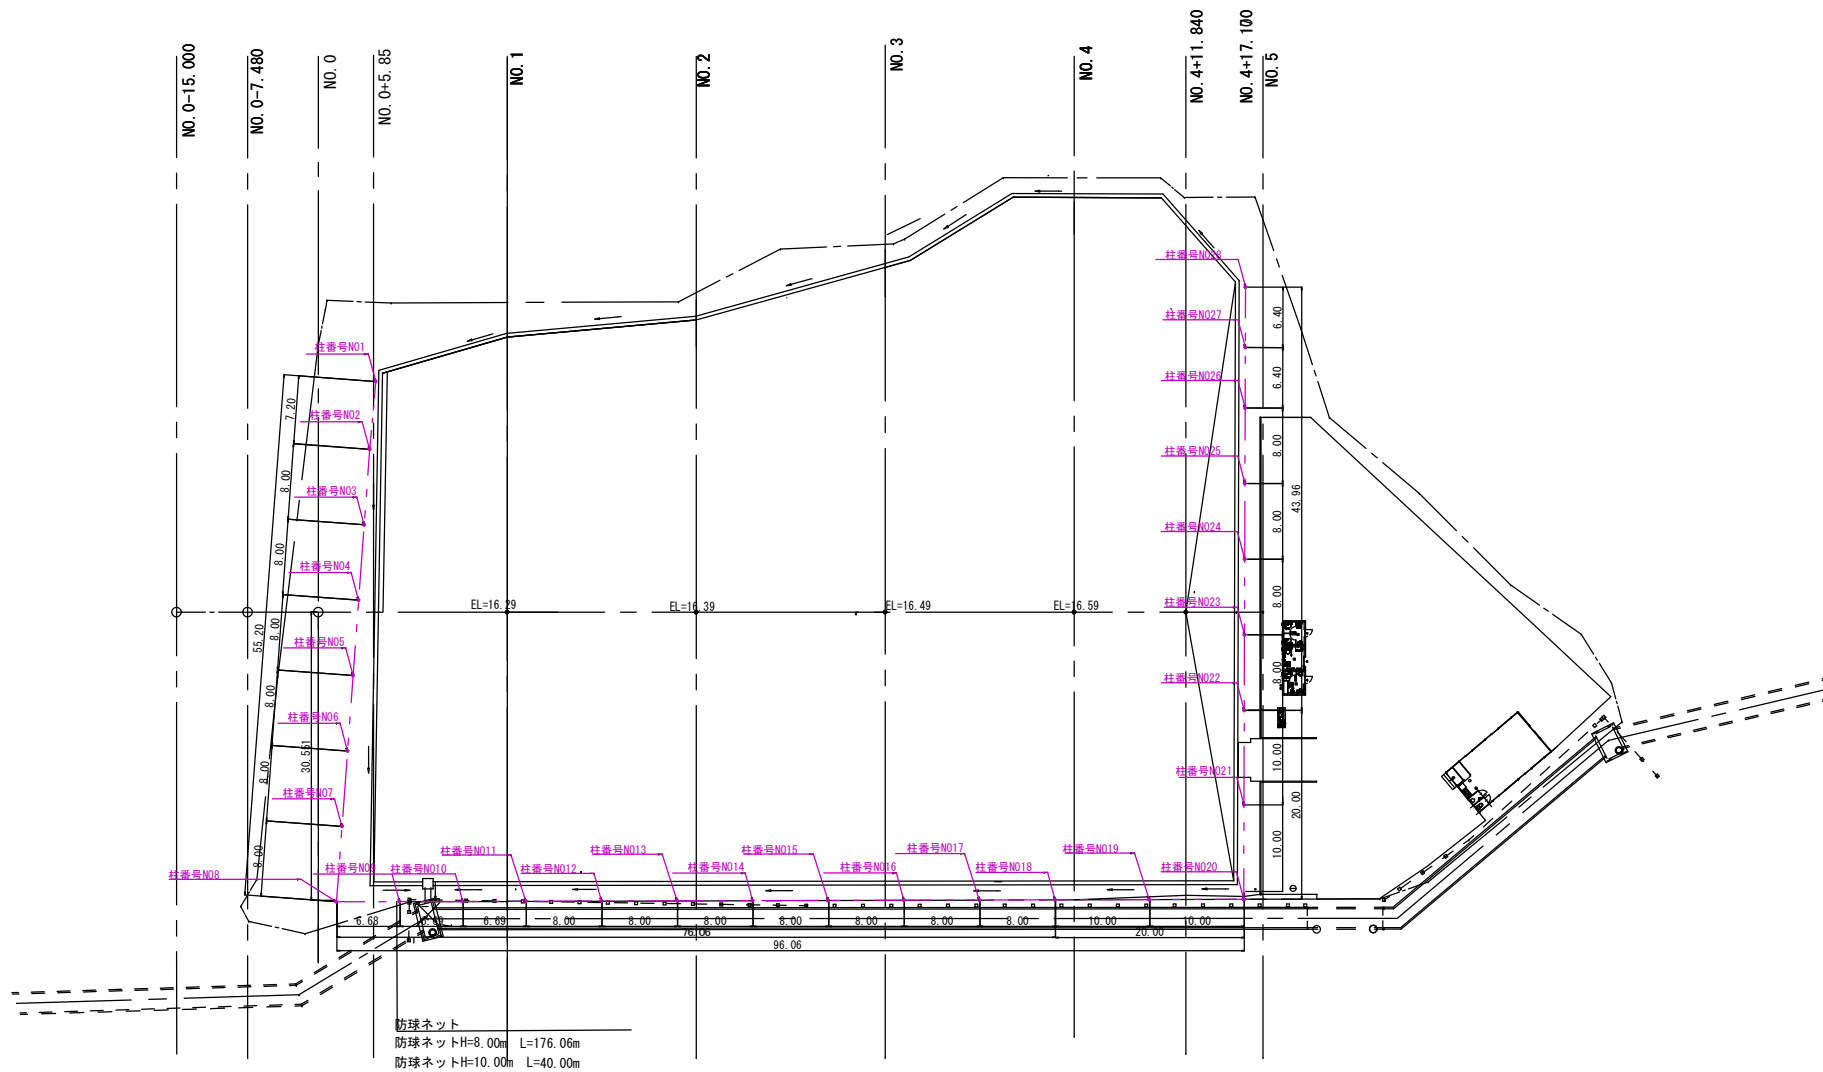 NO. 0-15. 000
NO. 0-7. 480
NO. 0
NO. 0+5. 85
NO. 1
NO. 2
NO. 3
NO. 4
NO. 4+11. 840
NO. 4+17. 100
NO. 5
柱番号NO28
柱番号NO27
柱番号NO26
柱番号NO25
柱番号NO24
柱番号NO23
柱番号NO22
柱番号NO21
柱番号NO20
6. 40
6. 40
8. 00
8. 00
8. 00
8. 00
10. 00
10. 00
43. 96
20. 00
柱番号NO1
柱番号NO2
柱番号NO3
柱番号NO4
柱番号NO5
柱番号NO6
柱番号NO7
柱番号NO8
7. 20
8. 00
8. 00
8. 00
8. 00
8. 00
8. 00
55. 20
30. 551
EL=16. 29
EL=16. 39
EL=16. 49
EL=16. 59
柱番号NO9
柱番号NO10
柱番号NO11
柱番号NO12
柱番号NO13
柱番号NO14
柱番号NO15
柱番号NO16
柱番号NO17
柱番号NO18
柱番号NO19
6. 68
6. 69
6. 69
8. 00
8. 00
8. 00
8. 00
8. 00
8. 00
8. 00
10. 00
10. 00
76. 06
20. 00
96. 06
防球ネット
防球ネットH=8. 00m L=176. 06m
防球ネットH=10. 00m L=40. 00m